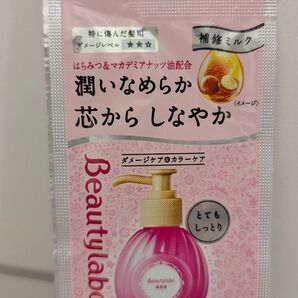 特に傷んだ髪用
ダメージレベル ★★☆
補修ミルク
はちみつ&マカデミアナッツ油配合
潤いなめらか
(イメージ)
芯から しなやか
ダメージケア&カラーケア
Beautylabo
とても
しっとり
Beautylabo